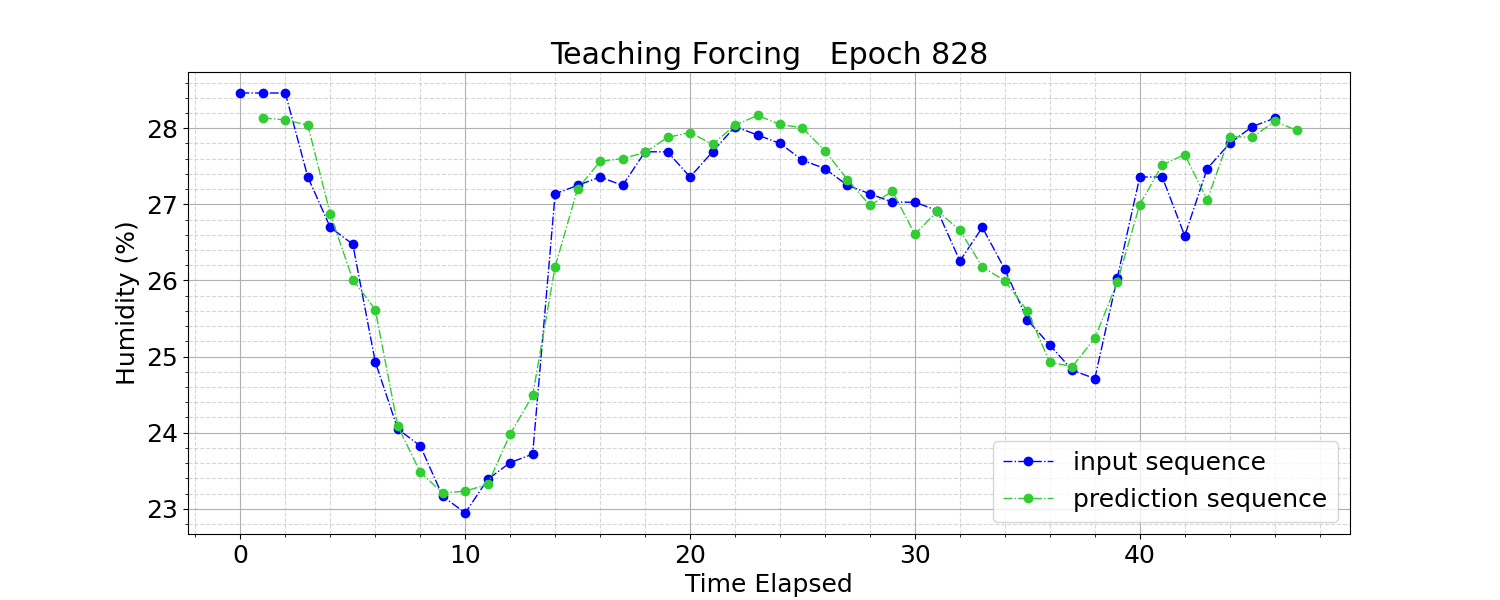 Teaching Forcing   Epoch 828
Humidity (%)
28
27
26
25
24
23
0 10 20 30 40
Time Elapsed
input sequence
prediction sequence